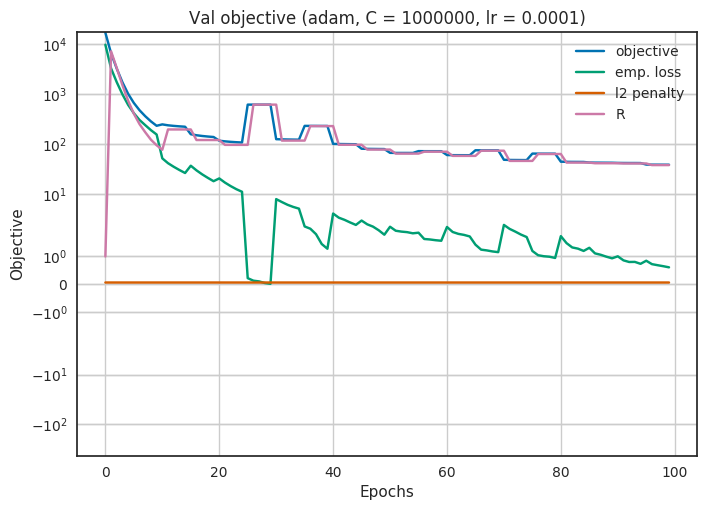 Val objective (adam, C = 1000000, lr = 0.0001)
Objective
10^4
10^3
10^2
10^1
10^0
0
−10^0
−10^1
−10^2
objective
emp. loss
l2 penalty
R
0 20 40 60 80 100
Epochs